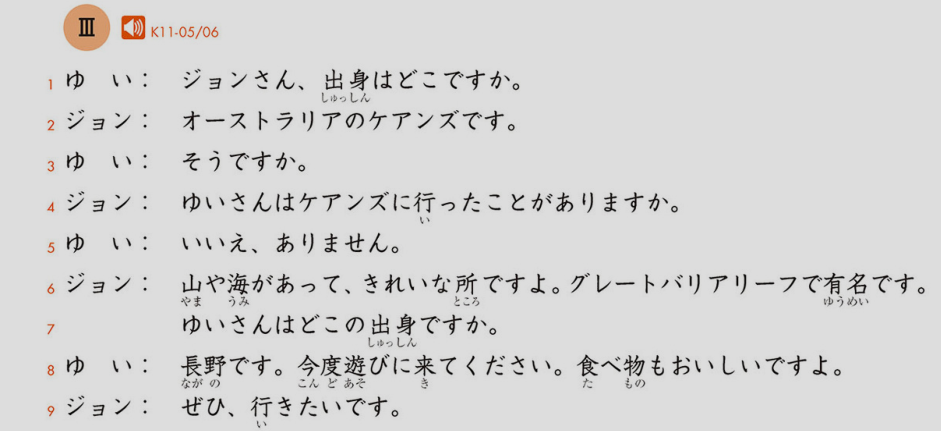 Ⅲ K11-05/06
1 ゆ　い： ジョンさん、出身はどこですか。
しゅっしん
2 ジョン： オーストラリアのケアンズです。
3 ゆ　い： そうですか。
4 ジョン： ゆいさんはケアンズに行ったことがありますか。
い
5 ゆ　い： いいえ、ありません。
6 ジョン： 山や海があって、きれいな所ですよ。グレートバリアリーフで有名です。
やま うみ ところ ゆうめい
7 ゆいさんはどこの出身ですか。
しゅっしん
8 ゆ　い： 長野です。今度遊びに来てください。食べ物もおいしいですよ。
なが の こん ど あそ き た もの
9 ジョン： ぜひ、行きたいです。
い